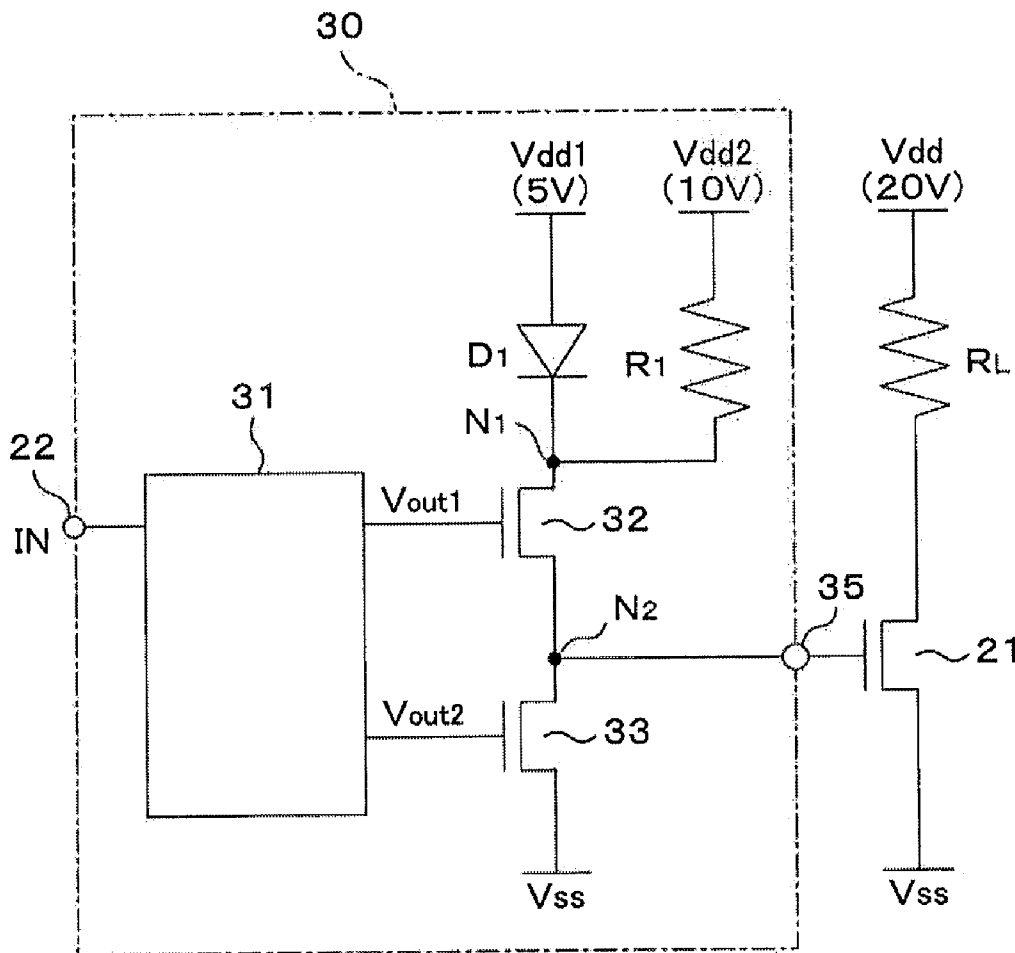 30
Vdd1
(5V)
Vdd2
(10V)
Vdd
(20V)
D1
R1
RL
N1
31
22
IN
Vout1
32
N2
35
21
Vout2
33
Vss
Vss